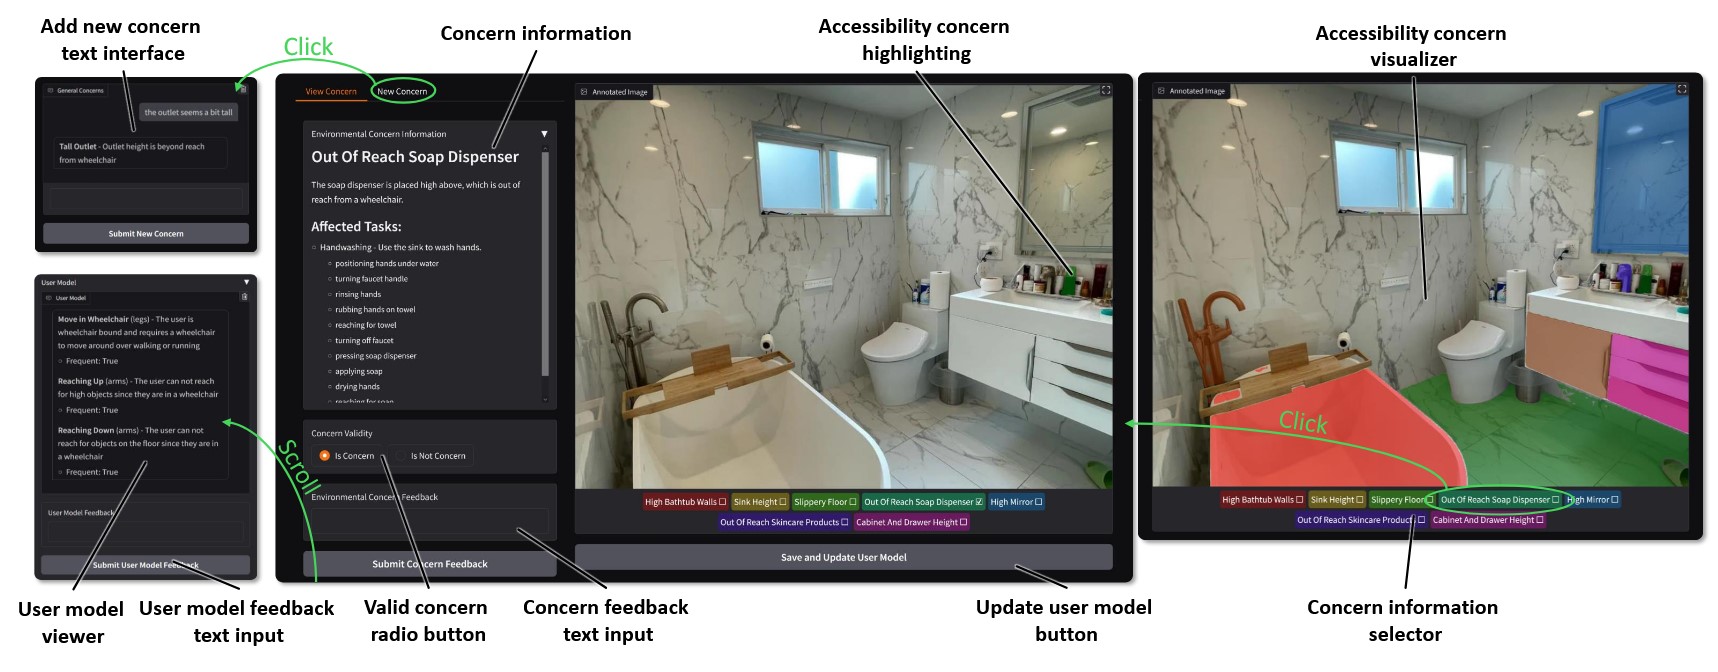 Add new concern
text interface
Click
Concern information
Accessibility concern
highlighting
Accessibility concern
visualizer
General Concerns
the outlet seems a bit tall
Tall Outlet - Outlet height is beyond reach
from wheelchair
Submit New Concern
User Model
User Model
Move in Wheelchair (legs) - The user is
wheelchair bound and requires a wheelchair
to move around over walking or running
Frequent: True
Reaching Up (arms) - The user can not reach
for high objects since they are in a wheelchair
Frequent: True
Reaching Down (arms) - The user can not
reach for objects on the floor since they are in
a wheelchair
Frequent: True
User Model Feedback
Submit User Model Feedback
Scroll
View Concern
New Concern
Environmental Concern Information
Out Of Reach Soap Dispenser
The soap dispenser is placed high above, which is out of
reach from a wheelchair.
Affected Tasks:
Handwashing - Use the sink to wash hands.
positioning hands under water
turning faucet handle
rinsing hands
rubbing hands on towel
reaching for towel
turning off faucet
pressing soap dispenser
applying soap
drying hands
reaching for soap
Concern Validity
Is Concern
Is Not Concern
Environmental Concern Feedback
Submit Concern Feedback
Annotated Image
High Bathtub Walls
Sink Height
Slippery Floor
Out Of Reach Soap Dispenser
High Mirror
Out Of Reach Skincare Products
Cabinet And Drawer Height
Save and Update User Model
Annotated Image
Click
High Bathtub Walls
Sink Height
Slippery Floor
Out Of Reach Soap Dispenser
High Mirror
Out Of Reach Skincare Products
Cabinet And Drawer Height
User model
viewer
User model feedback
text input
Valid concern
radio button
Concern feedback
text input
Update user model
button
Concern information
selector